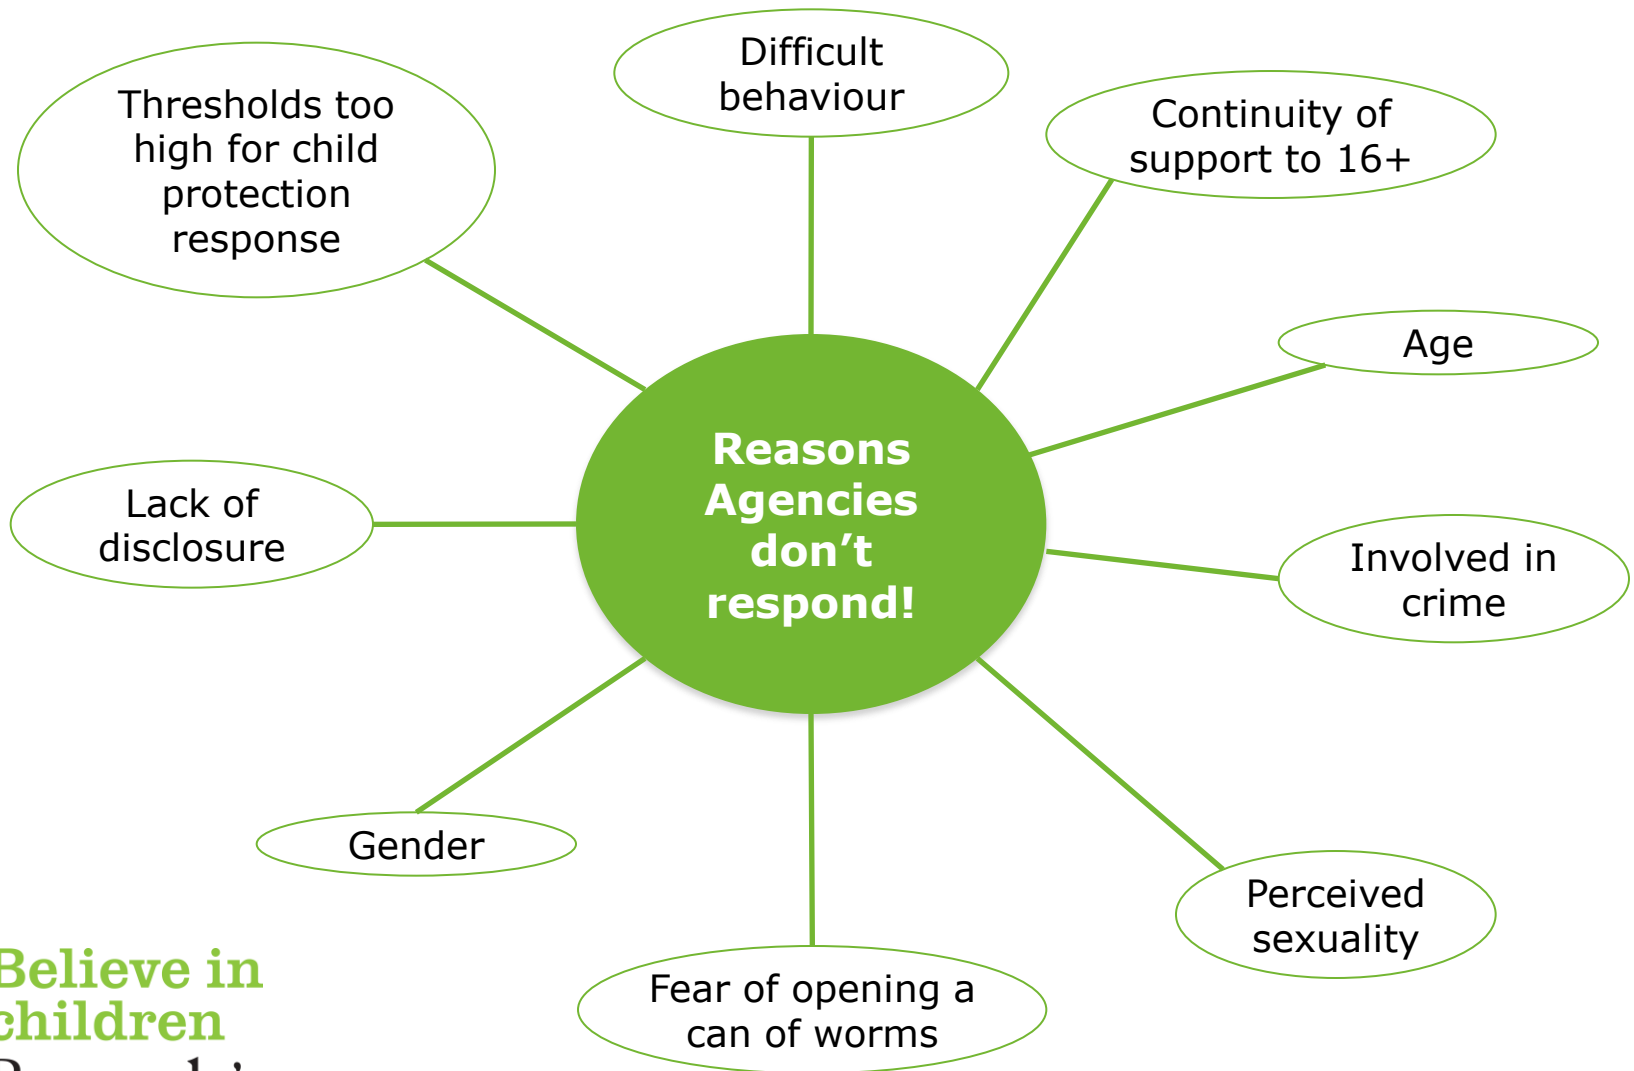 Difficult
behaviour
Thresholds too
high for child
protection
response
Continuity of
support to 16+
Age
Reasons
Agencies
don’t
respond!
Lack of
disclosure
Involved in
crime
Gender
Perceived
sexuality
Fear of opening a
can of worms
Believe in
children